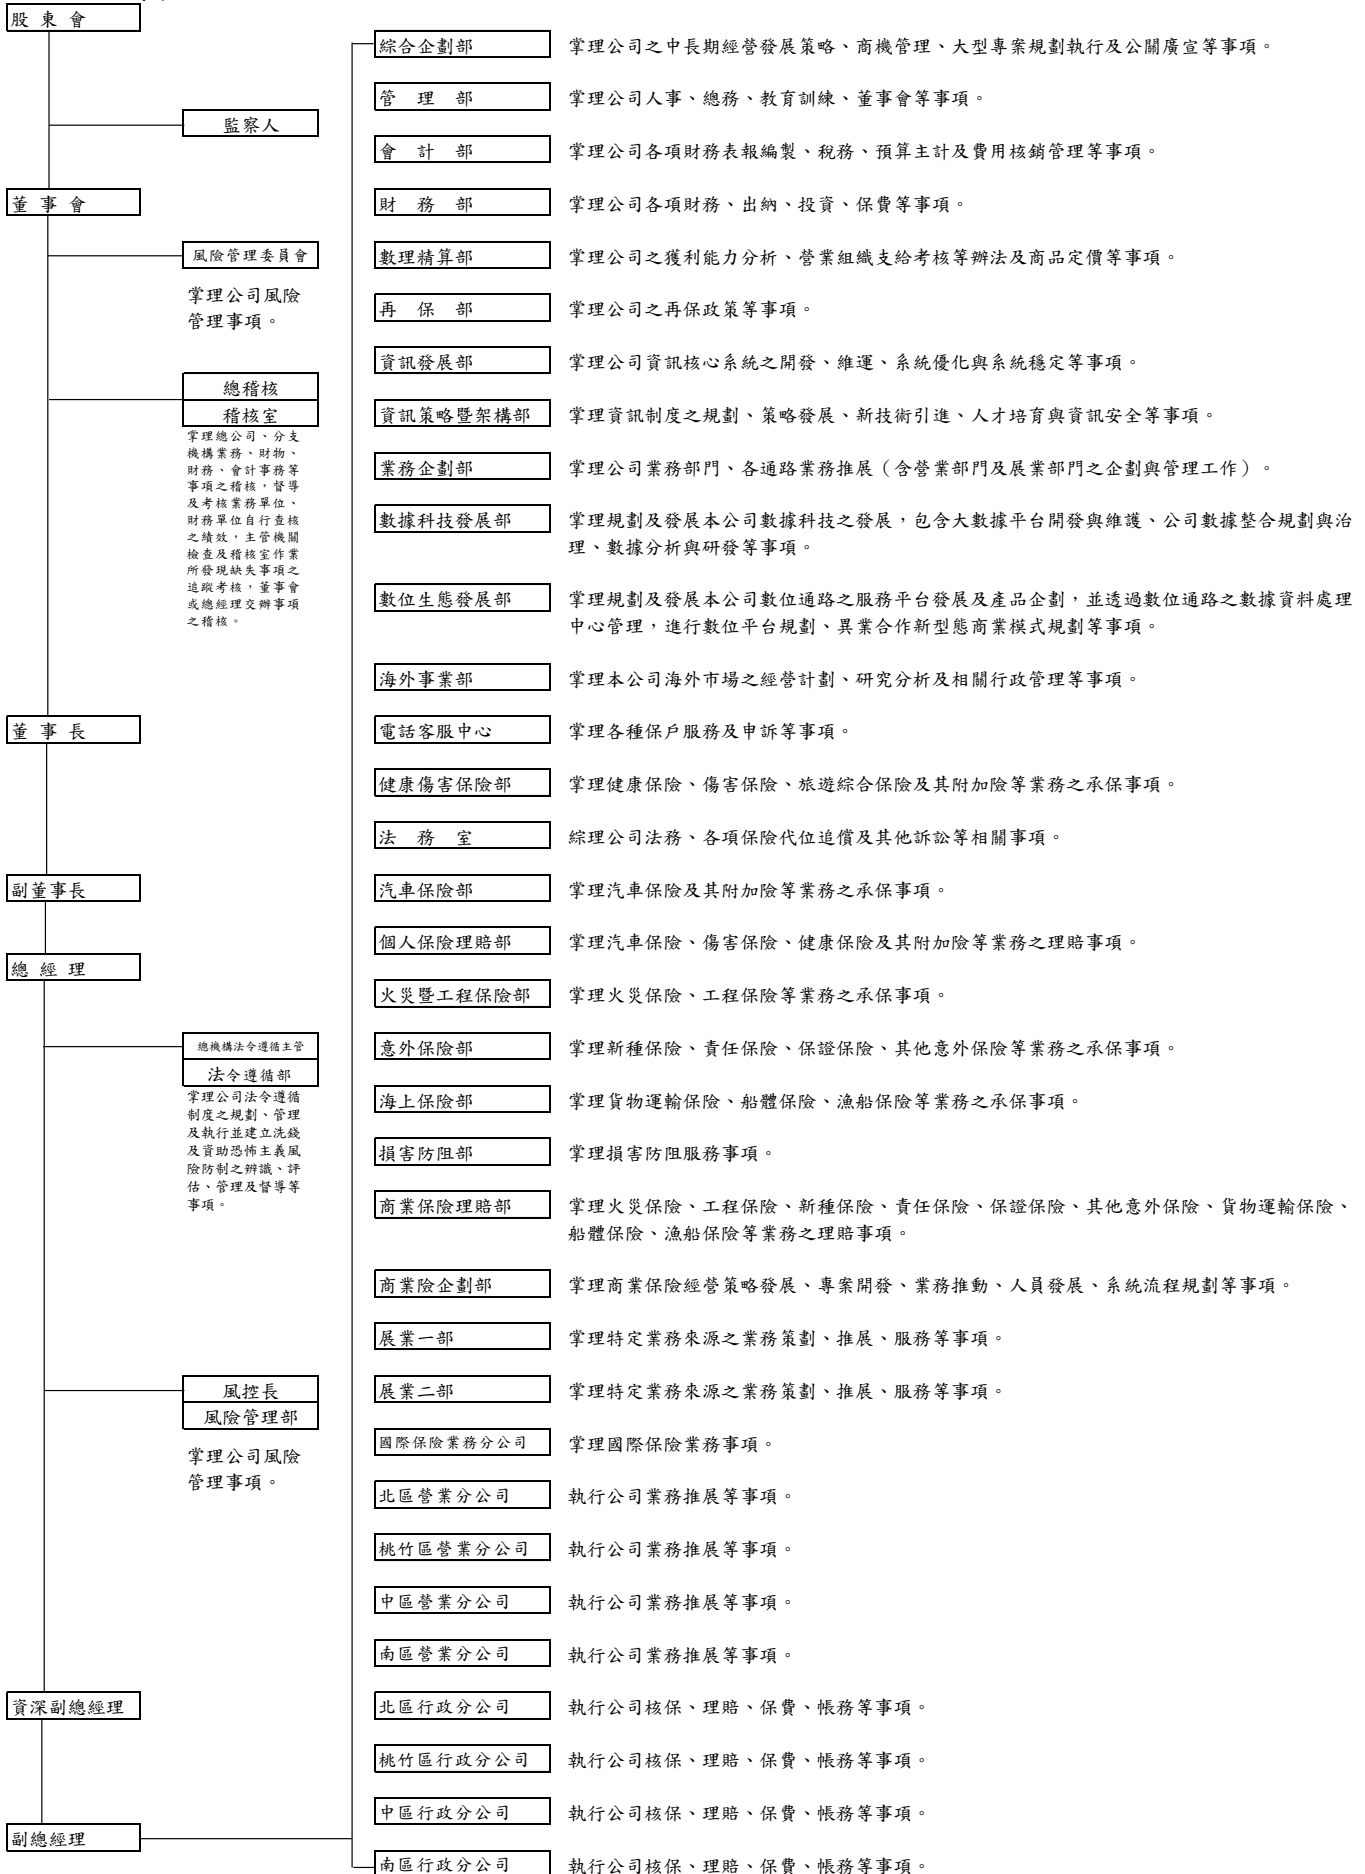 股 東 會
監察人
董 事 會
風險管理委員會
掌理公司風險
管理事項。
總稽核
稽核室
掌理總公司、分支
機構業務、財物、
財務、會計事務等
事項之稽核，督導
及考核業務單位、
財務單位自行查核
之績效，主管機關
檢查及稽核室作業
所發現缺失事項之
追蹤考核，董事會
或總經理交辦事項
之稽核。
董 事 長
副董事長
總 經 理
總機構法令遵循主管
法令遵循部
掌理公司法令遵循
制度之規劃、管理
及執行並建立洗錢
及資助恐怖主義風
險防制之辨識、評
估、管理及督導等
事項。
風控長
風險管理部
掌理公司風險
管理事項。
資深副總經理
副總經理
綜合企劃部 掌理公司之中長期經營發展策略、商機管理、大型專案規劃執行及公關廣宣等事項。
管 理 部 掌理公司人事、總務、教育訓練、董事會等事項。
會 計 部 掌理公司各項財務表報編製、稅務、預算主計及費用核銷管理等事項。
財 務 部 掌理公司各項財務、出納、投資、保費等事項。
數理精算部 掌理公司之獲利能力分析、營業組織支給考核等辦法及商品定價等事項。
再 保 部 掌理公司之再保政策等事項。
資訊發展部 掌理公司資訊核心系統之開發、維運、系統優化與系統穩定等事項。
資訊策略暨架構部 掌理資訊制度之規劃、策略發展、新技術引進、人才培育與資訊安全等事項。
業務企劃部 掌理公司業務部門、各通路業務推展（含營業部門及展業部門之企劃與管理工作）。
數據科技發展部 掌理規劃及發展本公司數據科技之發展，包含大數據平台開發與維護、公司數據整合規劃與治
理、數據分析與研發等事項。
數位生態發展部 掌理規劃及發展本公司數位通路之服務平台發展及產品企劃，並透過數位通路之數據資料處理
中心管理，進行數位平台規劃、異業合作新型態商業模式規劃等事項。
海外事業部 掌理本公司海外市場之經營計劃、研究分析及相關行政管理等事項。
電話客服中心 掌理各種保戶服務及申訴等事項。
健康傷害保險部 掌理健康保險、傷害保險、旅遊綜合保險及其附加險等業務之承保事項。
法 務 室 綜理公司法務、各項保險代位追償及其他訴訟等相關事項。
汽車保險部 掌理汽車保險及其附加險等業務之承保事項。
個人保險理賠部 掌理汽車保險、傷害保險、健康保險及其附加險等業務之理賠事項。
火災暨工程保險部 掌理火災保險、工程保險等業務之承保事項。
意外保險部 掌理新種保險、責任保險、保證保險、其他意外保險等業務之承保事項。
海上保險部 掌理貨物運輸保險、船體保險、漁船保險等業務之承保事項。
損害防阻部 掌理損害防阻服務事項。
商業保險理賠部 掌理火災保險、工程保險、新種保險、責任保險、保證保險、其他意外保險、貨物運輸保險、
船體保險、漁船保險等業務之理賠事項。
商業險企劃部 掌理商業保險經營策略發展、專案開發、業務推動、人員發展、系統流程規劃等事項。
展業一部 掌理特定業務來源之業務策劃、推展、服務等事項。
展業二部 掌理特定業務來源之業務策劃、推展、服務等事項。
國際保險業務分公司 掌理國際保險業務事項。
北區營業分公司 執行公司業務推展等事項。
桃竹區營業分公司 執行公司業務推展等事項。
中區營業分公司 執行公司業務推展等事項。
南區營業分公司 執行公司業務推展等事項。
北區行政分公司 執行公司核保、理賠、保費、帳務等事項。
桃竹區行政分公司 執行公司核保、理賠、保費、帳務等事項。
中區行政分公司 執行公司核保、理賠、保費、帳務等事項。
南區行政分公司 執行公司核保、理賠、保費、帳務等事項。